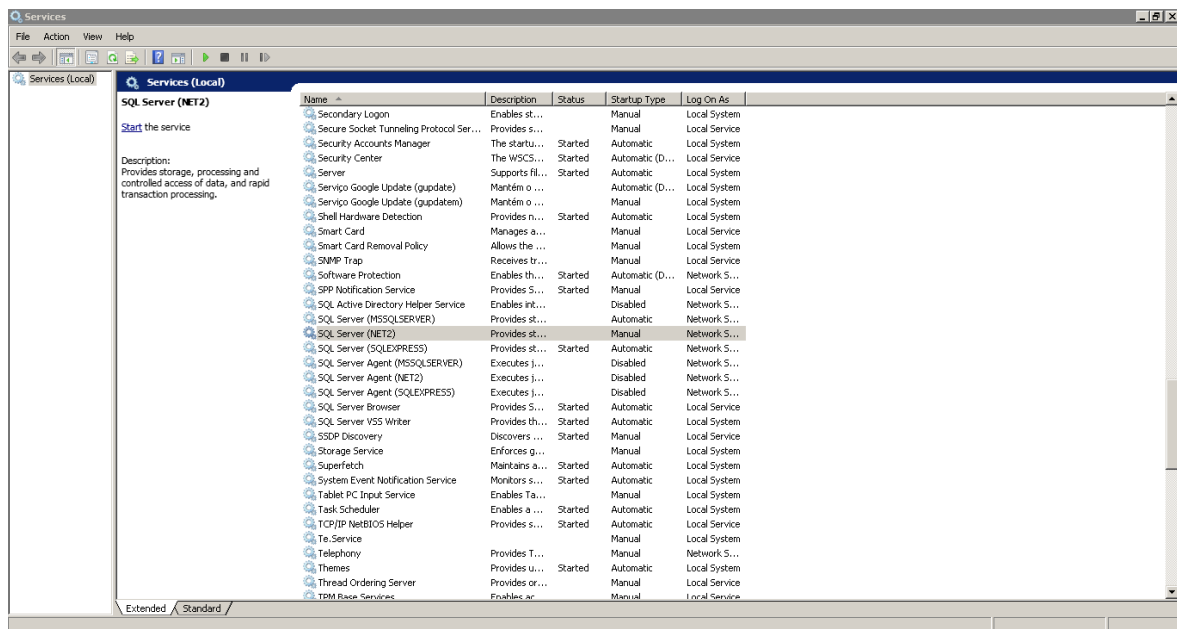 Services
File Action View Help
Services (Local)
Services (Local)
SQL Server (NET2)
Start the service
Description:
Provides storage, processing and
controlled access of data, and rapid
transaction processing.
Name Description Status Startup Type Log On As
Secondary Logon Enables st... Manual Local System
Secure Socket Tunneling Protocol Ser... Provides s... Manual Local Service
Security Accounts Manager The startu... Started Automatic Local System
Security Center The WSCS... Started Automatic (D... Local Service
Server Supports fil... Started Automatic Local System
Serviço Google Update (gupdate) Mantém o ... Automatic (D... Local System
Serviço Google Update (gupdatem) Mantém o ... Manual Local System
Shell Hardware Detection Provides n... Started Automatic Local System
Smart Card Manages a... Manual Local Service
Smart Card Removal Policy Allows the ... Manual Local System
SNMP Trap Receives tr... Manual Local Service
Software Protection Enables th... Started Automatic (D... Network S...
SPP Notification Service Provides S... Started Manual Local Service
SQL Active Directory Helper Service Enables int... Disabled Network S...
SQL Server (MSSQLSERVER) Provides st... Automatic Network S...
SQL Server (NET2) Provides st... Manual Network S...
SQL Server (SQLEXPRESS) Provides st... Started Automatic Network S...
SQL Server Agent (MSSQLSERVER) Executes j... Disabled Network S...
SQL Server Agent (NET2) Executes j... Disabled Network S...
SQL Server Agent (SQLEXPRESS) Executes j... Disabled Network S...
SQL Server Browser Provides S... Started Automatic Local Service
SQL Server VSS Writer Provides th... Started Automatic Local System
SSDP Discovery Discovers ... Started Manual Local Service
Storage Service Enforces g... Manual Local System
Superfetch Maintains a... Started Automatic Local System
System Event Notification Service Monitors s... Started Automatic Local System
Tablet PC Input Service Enables Ta... Manual Local System
Task Scheduler Enables a ... Started Automatic Local System
TCP/IP NetBIOS Helper Provides s... Started Automatic Local Service
Te.Service Manual Local System
Telephony Provides T... Manual Network S...
Themes Provides u... Started Automatic Local System
Thread Ordering Server Provides or... Manual Local Service
TPM Base Services Enables ac... Manual Local Service
Extended Standard